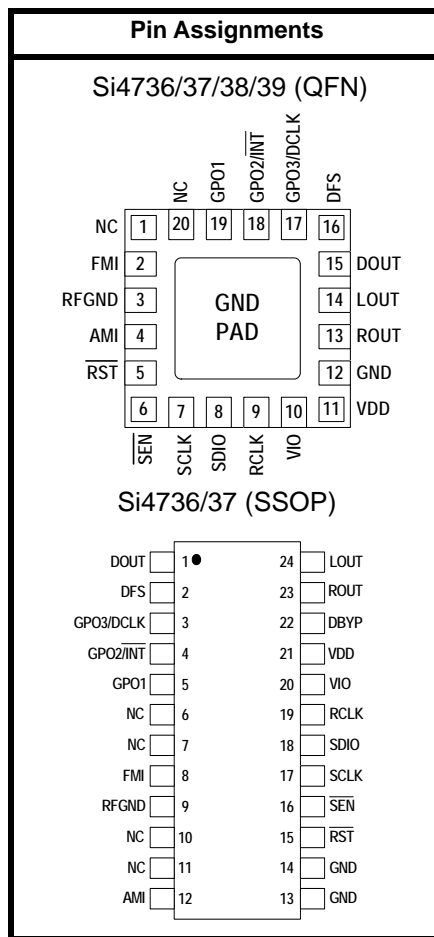 Pin Assignments
Si4736/37/38/39 (QFN)
NC
GPO1
GPO2/INT
GPO3/DCLK
DFS
NC 1 20 19 18 17 16
FMI 2 15 DOUT
RFGND 3 14 LOUT
GND
PAD
AMI 4 13 ROUT
RST 5 12 GND
6 7 8 9 10 11 VDD
SEN
SCLK
SDIO
RCLK
VIO
Si4736/37 (SSOP)
DOUT 1 24 LOUT
DFS 2 23 ROUT
GPO3/DCLK 3 22 DBYP
GPO2/INT 4 21 VDD
GPO1 5 20 VIO
NC 6 19 RCLK
NC 7 18 SDIO
FMI 8 17 SCLK
RFGND 9 16 SEN
NC 10 15 RST
NC 11 14 GND
AMI 12 13 GND